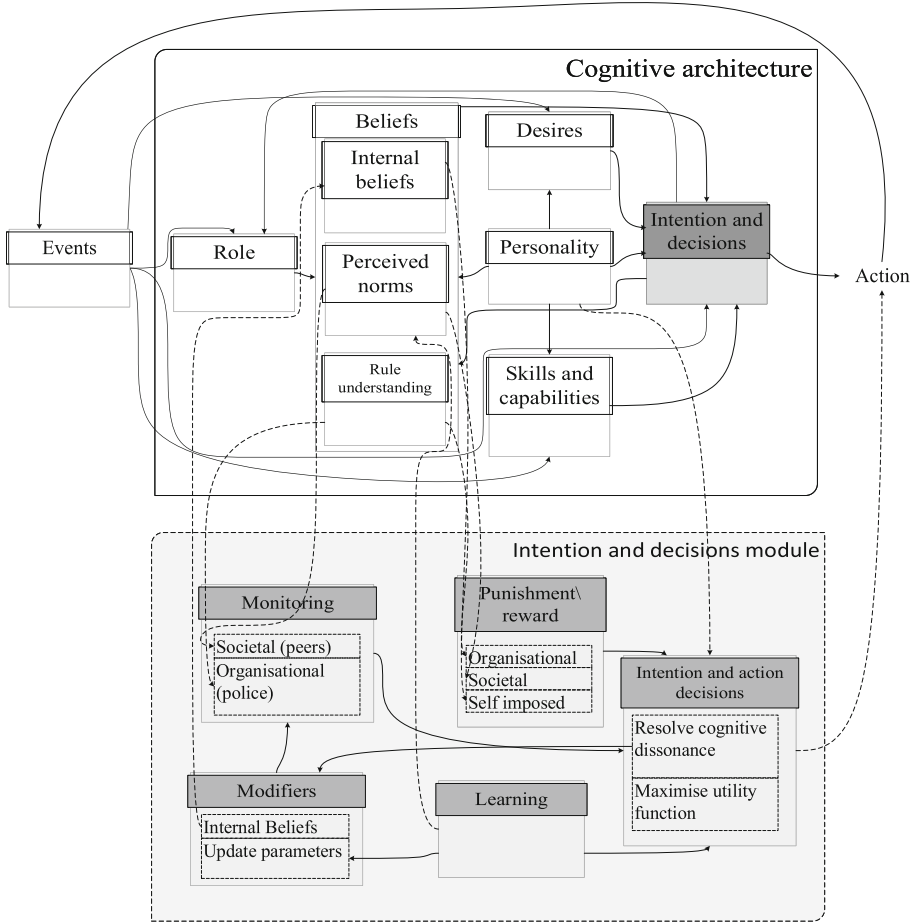 Cognitive architecture
Beliefs
Desires
Internal
beliefs
Intention and
decisions
Events
Role
Perceived
norms
Personality
Action
Rule
understanding
Skills and
capabilities
Intention and decisions module
Monitoring
Societal (peers)
Organisational
(police)
Punishment\
reward
Organisational
Societal
Self imposed
Intention and action
decisions
Resolve cognitive
dissonance
Maximise utility
function
Modifiers
Internal Beliefs
Update parameters
Learning